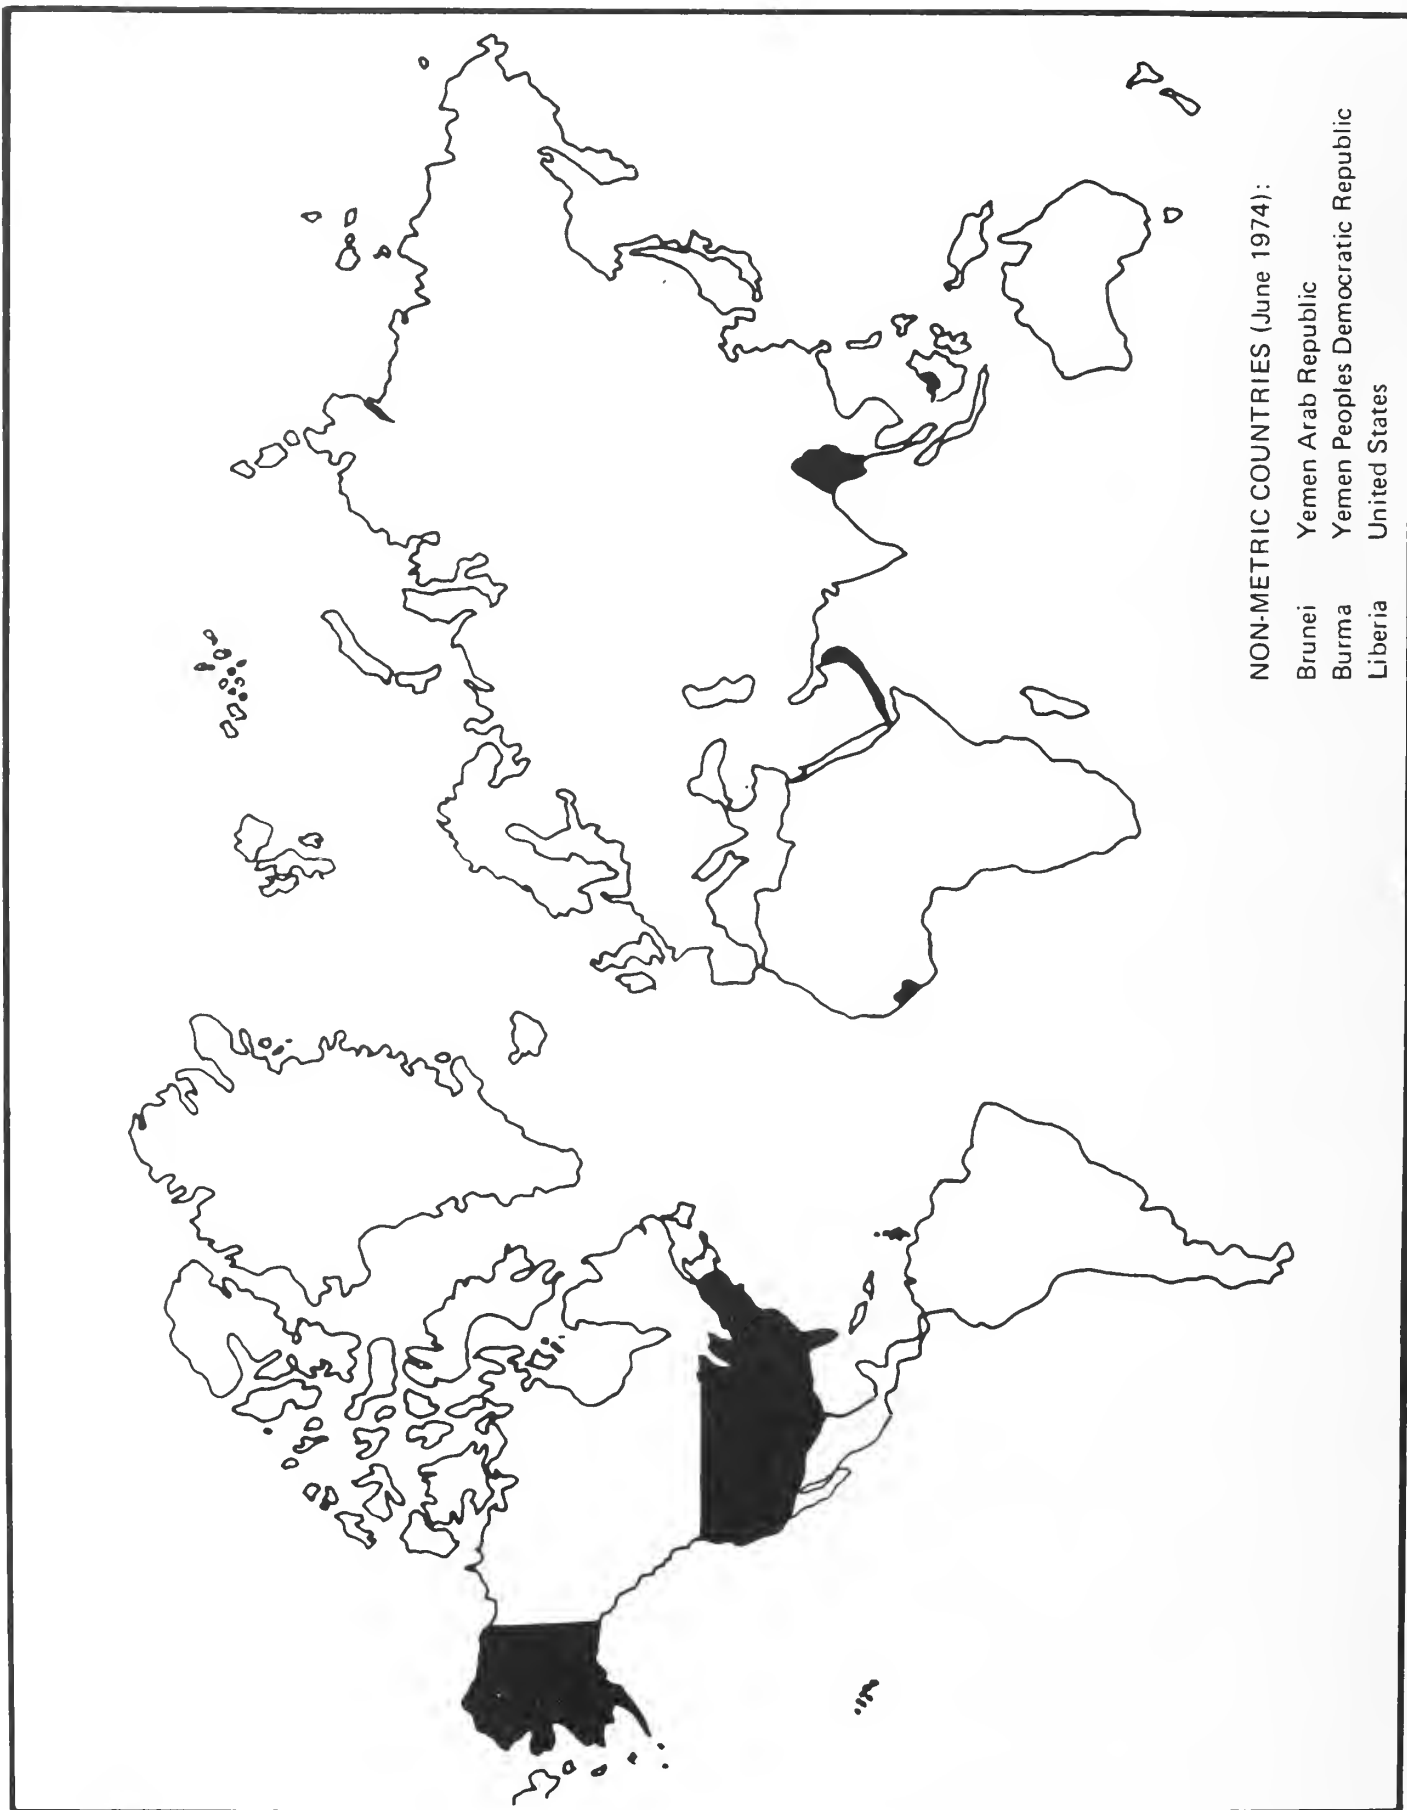 NON-METRIC COUNTRIES (June 1974):
Brunei Yemen Arab Republic
Burma Yemen Peoples Democratic Republic
Liberia United States